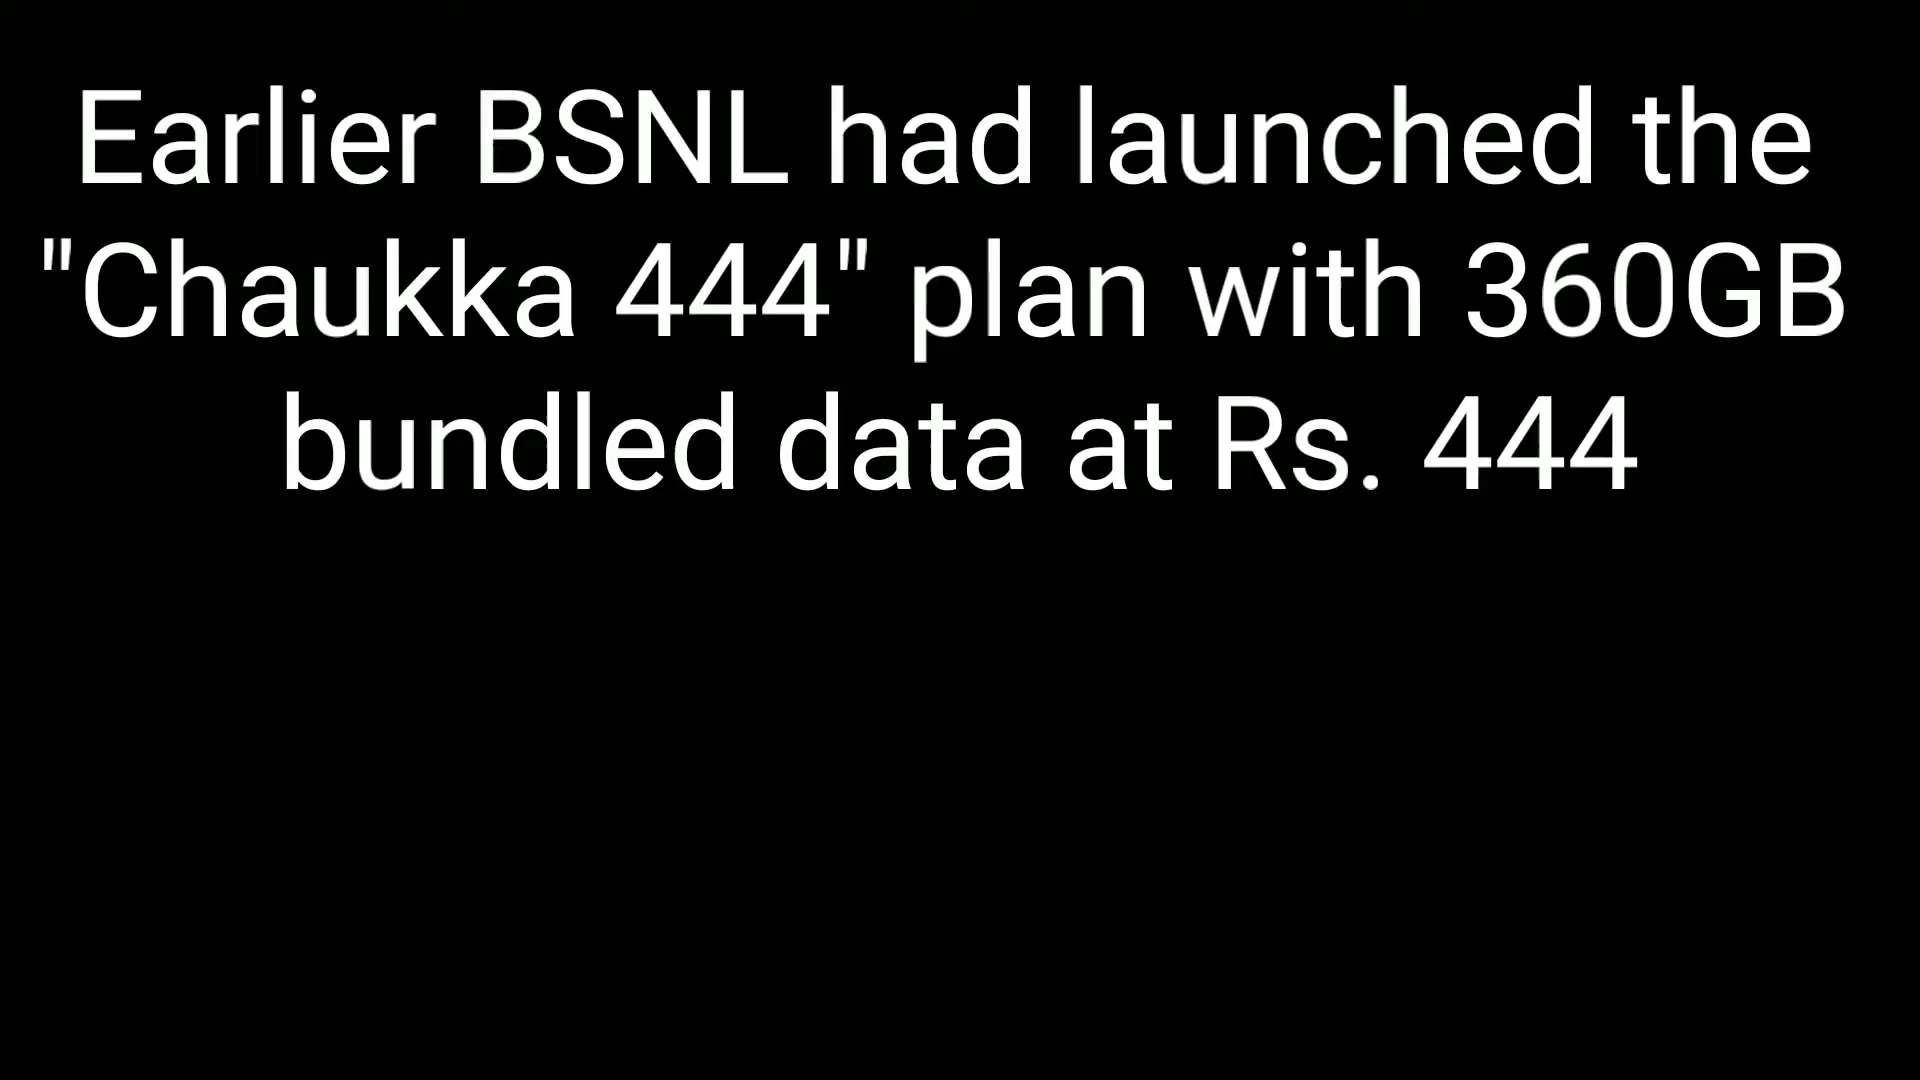 Earlier BSNL had launched the
"Chaukka 444" plan with 360GB
bundled data at Rs. 444